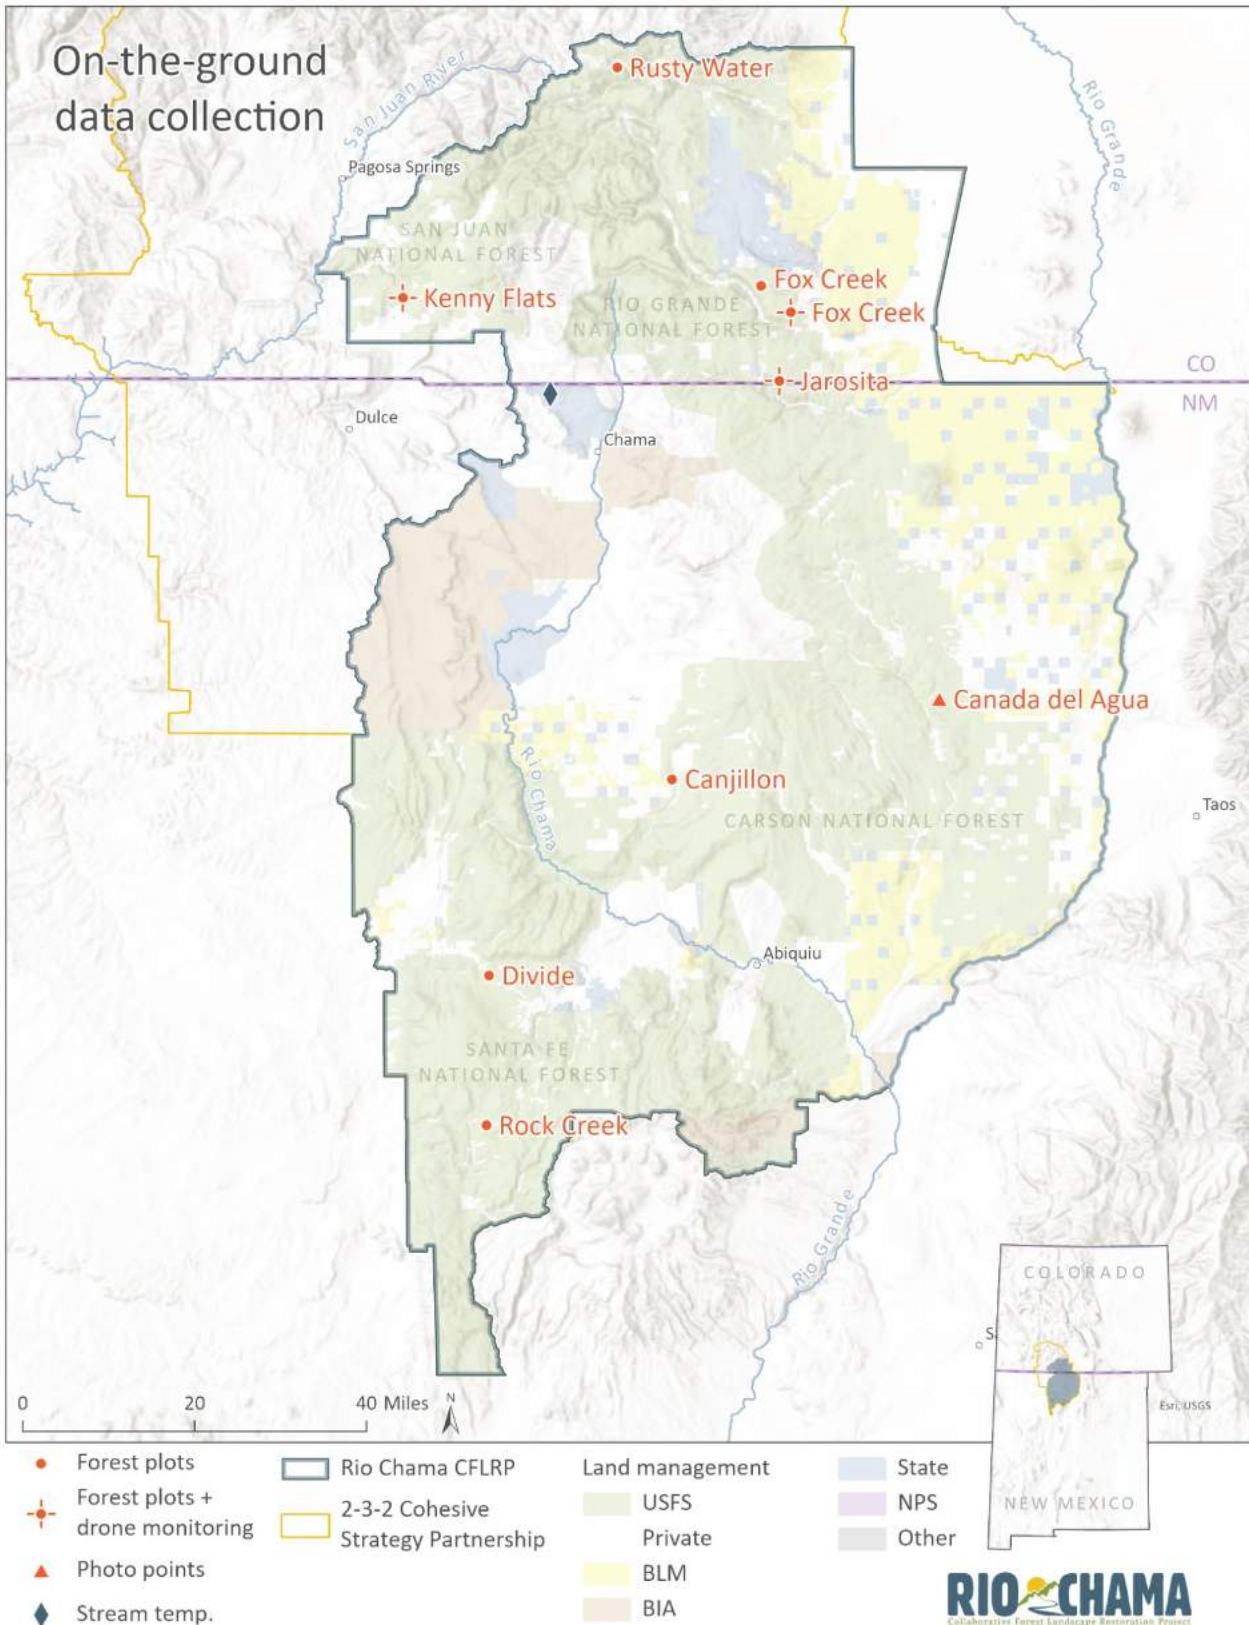 On-the-ground
data collection
San Juan River
Pagosa Springs
Rusty Water
Rio Grande
SAN JUAN
NATIONAL FOREST
Kenny Flats
Fox Creek
RIO GRANDE
NATIONAL FOREST
Fox Creek
CO
Jarosita
NM
Dulce
Chama
Canada del Agua
Rio Chama
Canjillon
Taos
CARSON NATIONAL FOREST
Abiquiu
Divide
SANTA FE
NATIONAL FOREST
Rock Creek
Rio Grande
COLORADO
S
0 20 40 Miles
N
Esri, USGS
NEW MEXICO
Forest plots
Forest plots +
drone monitoring
Photo points
Stream temp.
Rio Chama CFLRP
2-3-2 Cohesive
Strategy Partnership
Land management
USFS
Private
BLM
BIA
State
NPS
Other
RIO CHAMA
Collaborative Forest Landscape Restoration Project